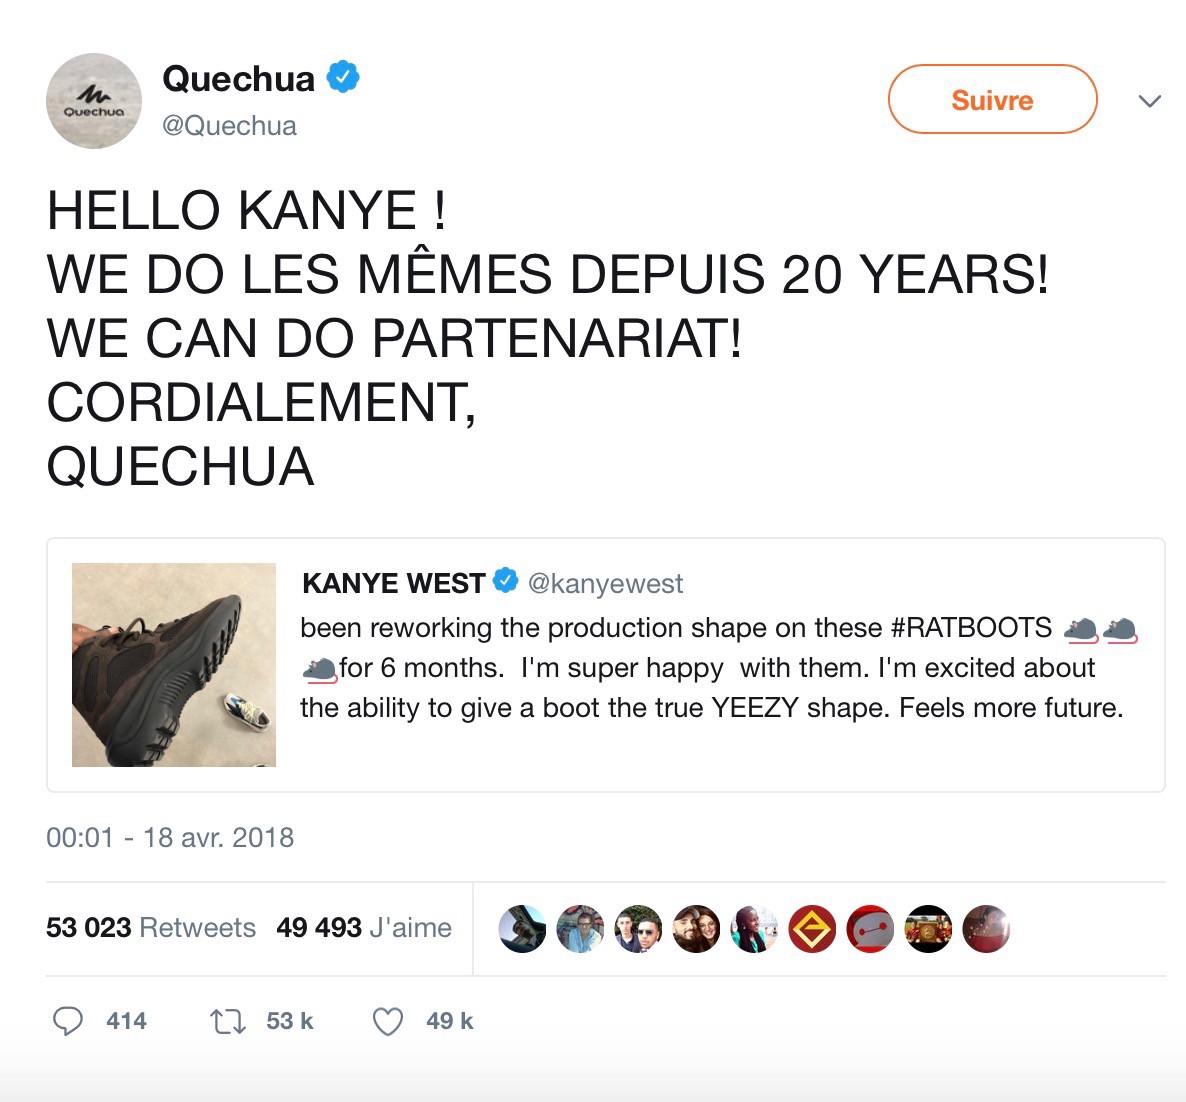 Quechua
Quechua
@Quechua
Suivre
HELLO KANYE !
WE DO LES MÊMES DEPUIS 20 YEARS!
WE CAN DO PARTENARIAT!
CORDIALEMENT,
QUECHUA
KANYE WEST @kanyewest
been reworking the production shape on these #RATBOOTS 🐀🐀
🐀for 6 months.  I'm super happy  with them. I'm excited about
the ability to give a boot the true YEEZY shape. Feels more future.
00:01 - 18 avr. 2018
53 023 Retweets 49 493 J'aime
414 53 k 49 k